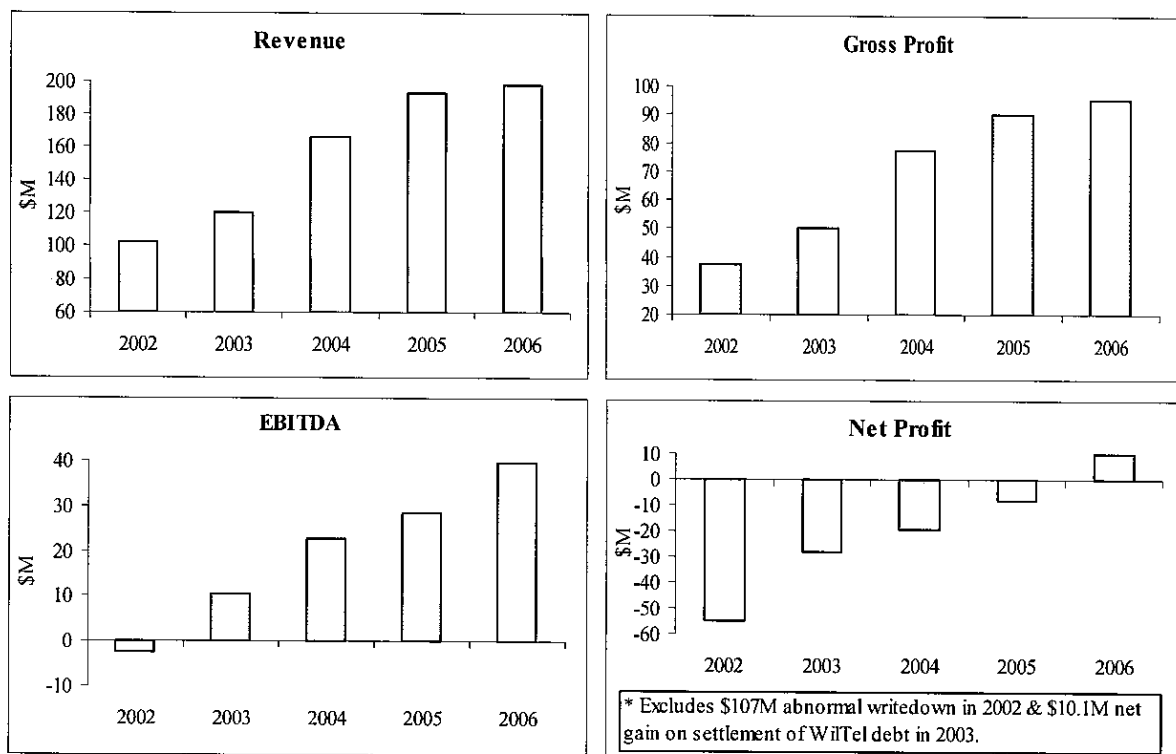 Revenue
$M
200
180
160
140
120
100
80
60
2002 2003 2004 2005 2006
Gross Profit
$M
100
90
80
70
60
50
40
30
20
2002 2003 2004 2005 2006
EBITDA
$M
40
30
20
10
0
-10
2002 2003 2004 2005 2006
Net Profit
$M
10
0
-10
-20
-30
-40
-50
-60
2002 2003 2004 2005 2006
* Excludes $107M abnormal writedown in 2002 & $10.1M net
gain on settlement of WilTel debt in 2003.